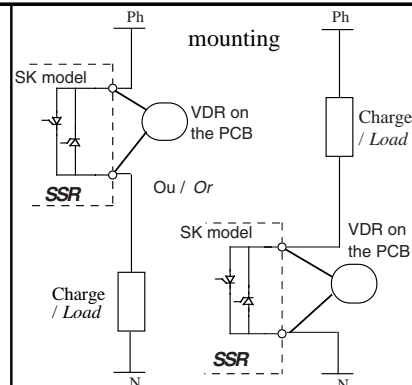 Ph
mounting
SK model
VDR on
the PCB
SSR
Ou / Or
Charge
/ Load
N
Ph
Charge
/ Load
SK model
VDR on
the PCB
SSR
N